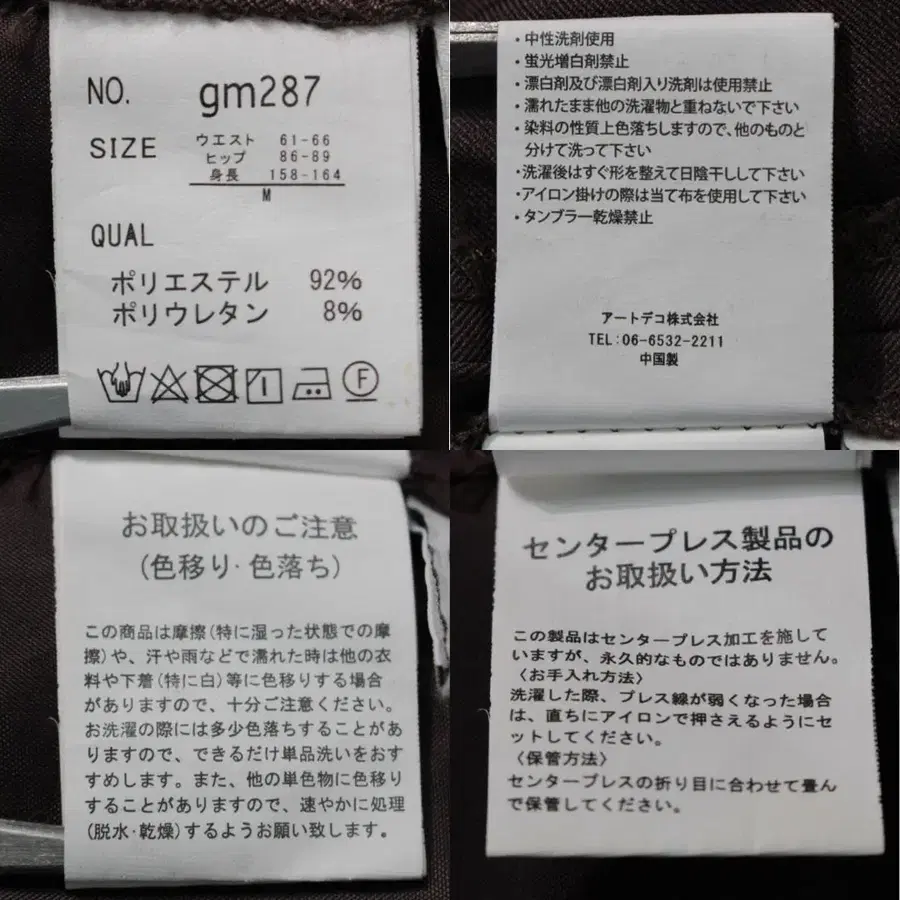 NO. gm287
SIZE ウエスト 61-66
ヒップ 86-89
身長 158-164
M
QUAL
ポリエステル 92%
ポリウレタン 8%
F
・中性洗剤使用
・蛍光増白剤禁止
・漂白剤及び漂白剤入り洗剤は使用禁止
・濡れたまま他の洗濯物と重ねないで下さい
・染料の性質上色落ちしますので、他のものと
分けて洗って下さい
・洗濯後はすぐ形を整えて日陰干しして下さい
・アイロン掛けの際は当て布を使用して下さい
・タンブラー乾燥禁止
アートデコ株式会社
TEL:06-6532-2211
中国製
お取扱いのご注意
(色移り·色落ち)
この商品は摩擦(特に湿った状態での摩
擦)や、汗や雨などで濡れた時は他の衣
料や下着(特に白)等に色移りする場合
がありますので、十分ご注意ください。
お洗濯の際には多少色落ちすることがあ
りますので、できるだけ単品洗いをおす
すめします。また、他の単色物に色移り
することがありますので、速やかに処理
(脱水·乾燥)するようお願い致します。
センタープレス製品の
お取扱い方法
この製品はセンタープレス加工を施して
いますが、永久的なものではありません。
〈お手入れ方法〉
洗濯した際、プレス線が弱くなった場合
は、直ちにアイロンで押さえるようにセ
ットしてください。
〈保管方法〉
センタープレスの折り目に合わせて畳ん
で保管してください。